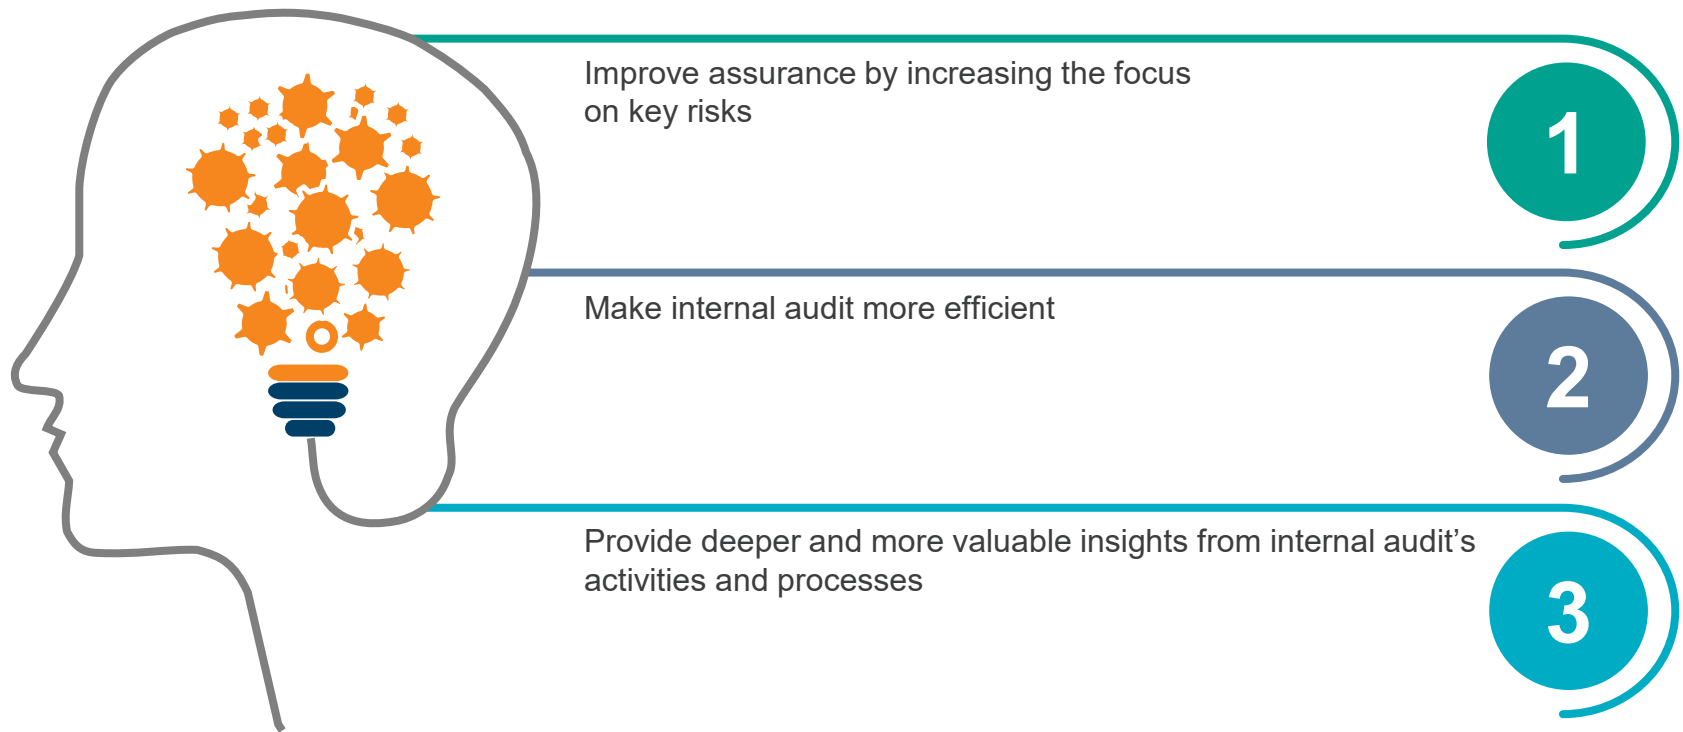 Improve assurance by increasing the focus
on key risks
1
Make internal audit more efficient
2
Provide deeper and more valuable insights from internal audit’s
activities and processes
3